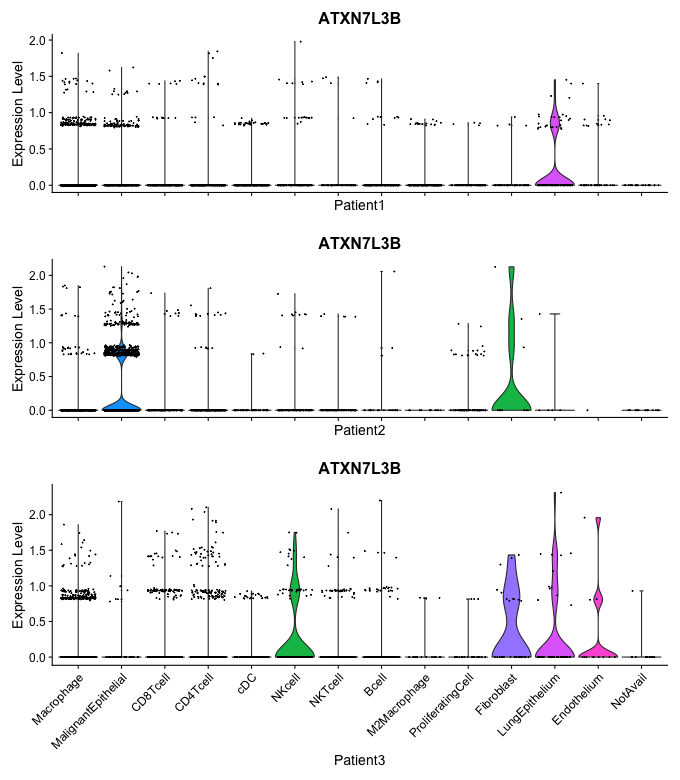 ATXN7L3B
Expression Level
2.0
1.5
1.0
0.5
0.0
Patient1
ATXN7L3B
Expression Level
2.0
1.5
1.0
0.5
0.0
Patient2
ATXN7L3B
Expression Level
2.0
1.5
1.0
0.5
0.0
Macrophage
MalignantEpithelial
CD8Tcell
CD4Tcell
cDC
NKcell
NKTcell
Bcell
M2Macrophage
ProliferatingCell
Fibroblast
LungEpithelium
Endothelium
NotAvail
Patient3